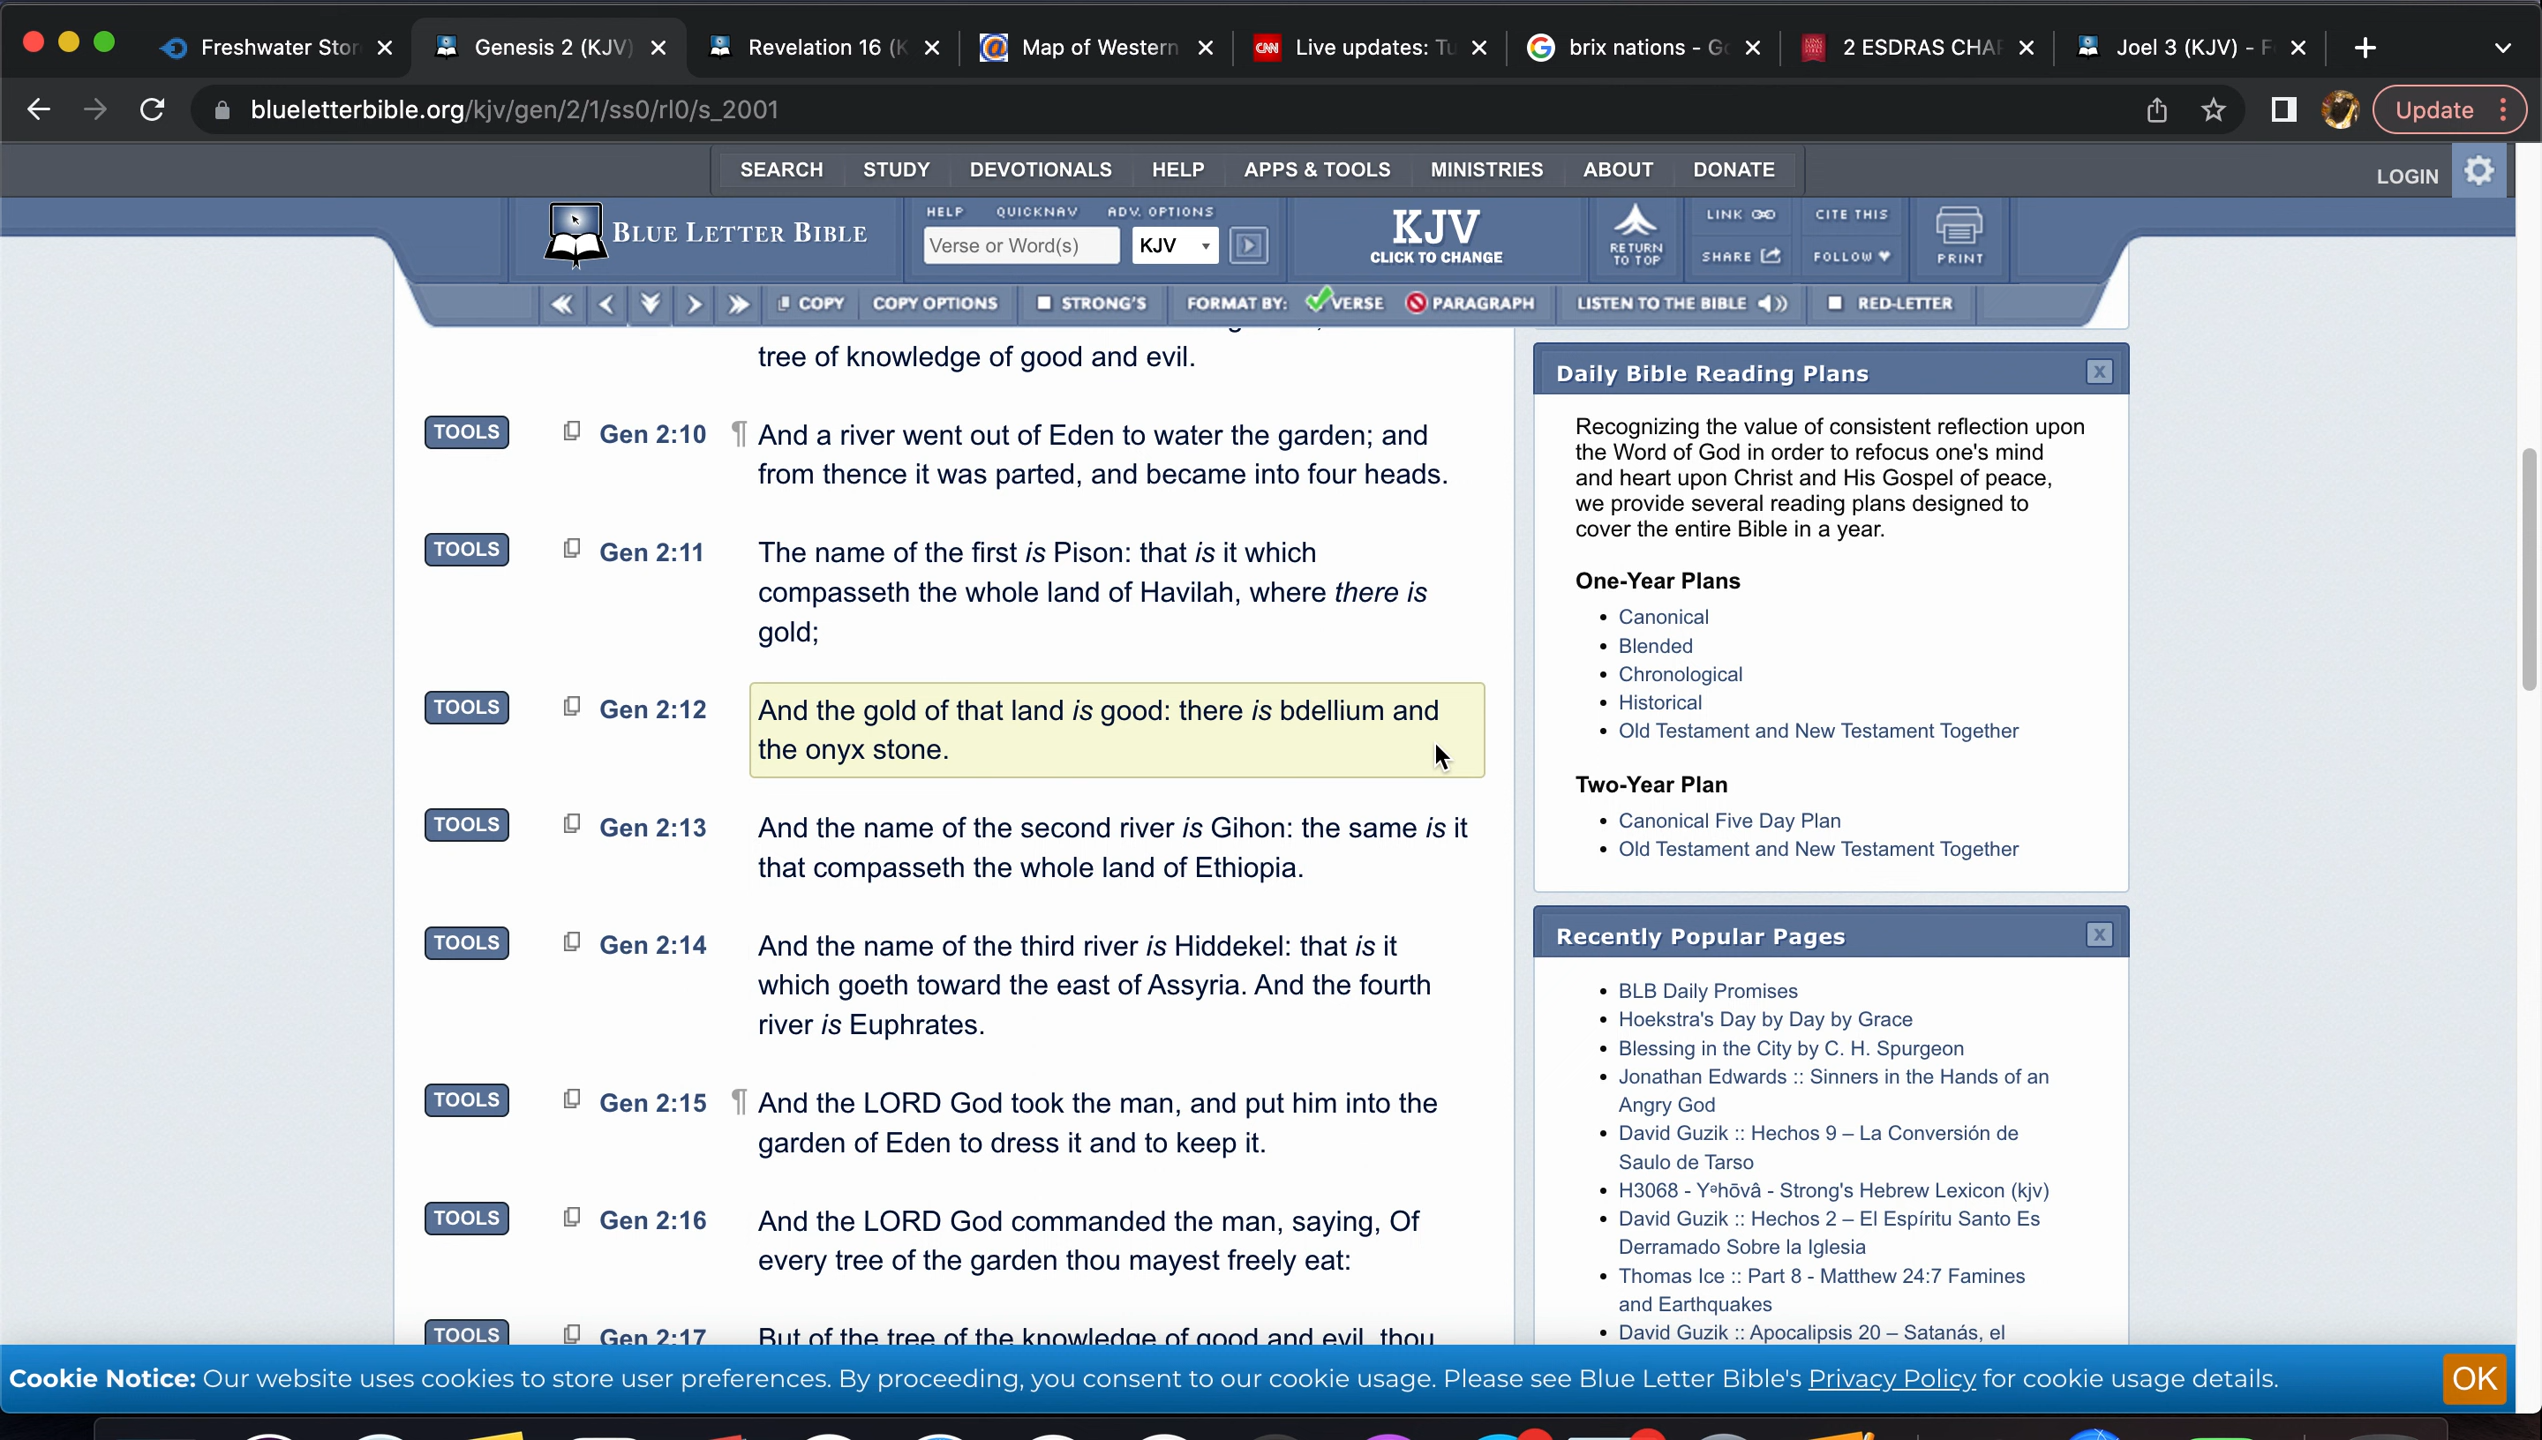 Freshwater Stor
Genesis 2 (KJV)
Revelation 16 (K
Map of Western
CNN
Live updates: Tu
brix nations - Go
2 ESDRAS CHA
Joel 3 (KJV) - F
blueletterbible.org/kjv/gen/2/1/ss0/rl0/s_2001
Update
SEARCH STUDY DEVOTIONALS HELP APPS & TOOLS MINISTRIES ABOUT DONATE
LOGIN
BLUE LETTER BIBLE
HELP QUICKNAV ADV. OPTIONS
Verse or Word(s)
KJV
KJV
CLICK TO CHANGE
RETURN
TO TOP
LINK
CITE THIS
SHARE
FOLLOW
PRINT
COPY
COPY OPTIONS
STRONG'S
FORMAT BY: VERSE PARAGRAPH
LISTEN TO THE BIBLE
RED-LETTER
tree of knowledge of good and evil.
TOOLS Gen 2:10 ¶ And a river went out of Eden to water the garden; and
from thence it was parted, and became into four heads.
TOOLS Gen 2:11 The name of the first is Pison: that is it which
compasseth the whole land of Havilah, where there is
gold;
TOOLS Gen 2:12 And the gold of that land is good: there is bdellium and
the onyx stone.
TOOLS Gen 2:13 And the name of the second river is Gihon: the same is it
that compasseth the whole land of Ethiopia.
TOOLS Gen 2:14 And the name of the third river is Hiddekel: that is it
which goeth toward the east of Assyria. And the fourth
river is Euphrates.
TOOLS Gen 2:15 ¶ And the LORD God took the man, and put him into the
garden of Eden to dress it and to keep it.
TOOLS Gen 2:16 And the LORD God commanded the man, saying, Of
every tree of the garden thou mayest freely eat:
TOOLS Gen 2:17 But of the tree of the knowledge of good and evil, thou
Daily Bible Reading Plans
X
Recognizing the value of consistent reflection upon
the Word of God in order to refocus one's mind
and heart upon Christ and His Gospel of peace,
we provide several reading plans designed to
cover the entire Bible in a year.
One-Year Plans
• Canonical
• Blended
• Chronological
• Historical
• Old Testament and New Testament Together
Two-Year Plan
• Canonical Five Day Plan
• Old Testament and New Testament Together
Recently Popular Pages
X
• BLB Daily Promises
• Hoekstra's Day by Day by Grace
• Blessing in the City by C. H. Spurgeon
• Jonathan Edwards :: Sinners in the Hands of an
Angry God
• David Guzik :: Hechos 9 – La Conversión de
Saulo de Tarso
• H3068 - Yᵊhōvâ - Strong's Hebrew Lexicon (kjv)
• David Guzik :: Hechos 2 – El Espíritu Santo Es
Derramado Sobre la Iglesia
• Thomas Ice :: Part 8 - Matthew 24:7 Famines
and Earthquakes
• David Guzik :: Apocalipsis 20 – Satanás, el
Cookie Notice: Our website uses cookies to store user preferences. By proceeding, you consent to our cookie usage. Please see Blue Letter Bible's Privacy Policy for cookie usage details.
OK